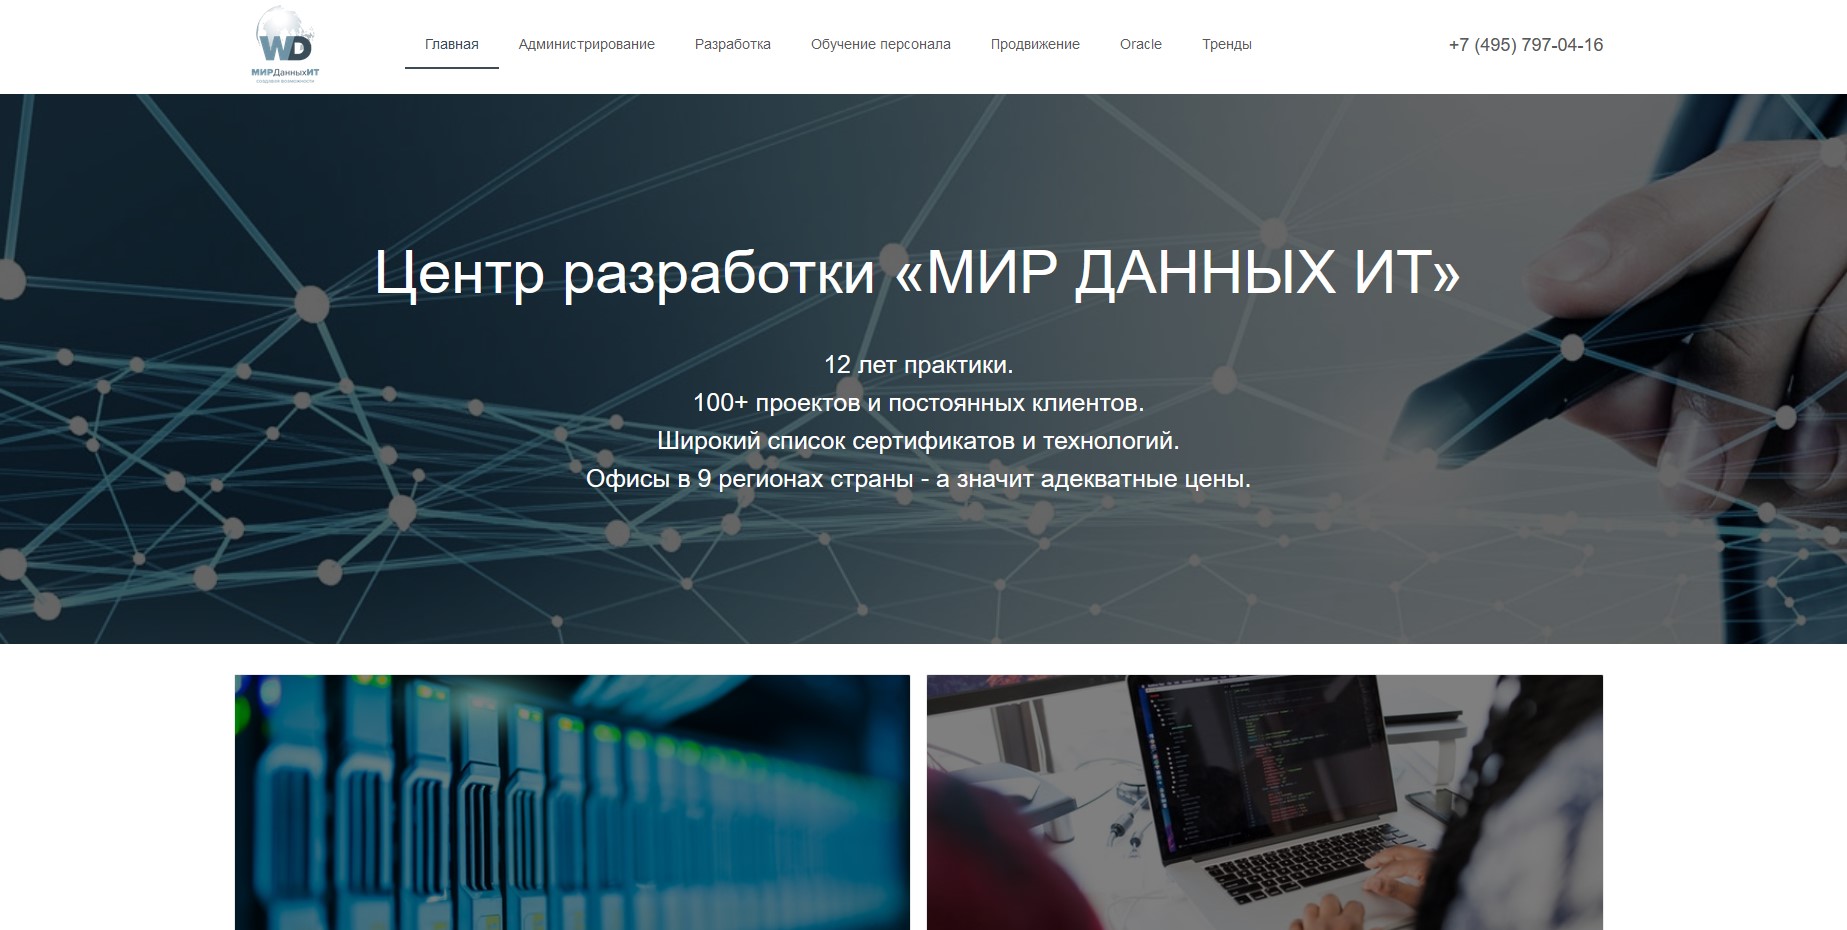 WD
МИРДанныхИТ
Главная
Администрирование
Разработка
Обучение персонала
Продвижение
Oracle
Тренды
+7 (495) 797-04-16
Центр разработки «МИР ДАННЫХ ИТ»
12 лет практики.
100+ проектов и постоянных клиентов.
Широкий список сертификатов и технологий.
Офисы в 9 регионах страны - а значит адекватные цены.